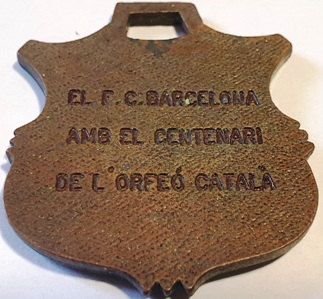 EL F.C. BARCELONA
AMB EL CENTENARI
DE L'ORFEÓ CATALÀ